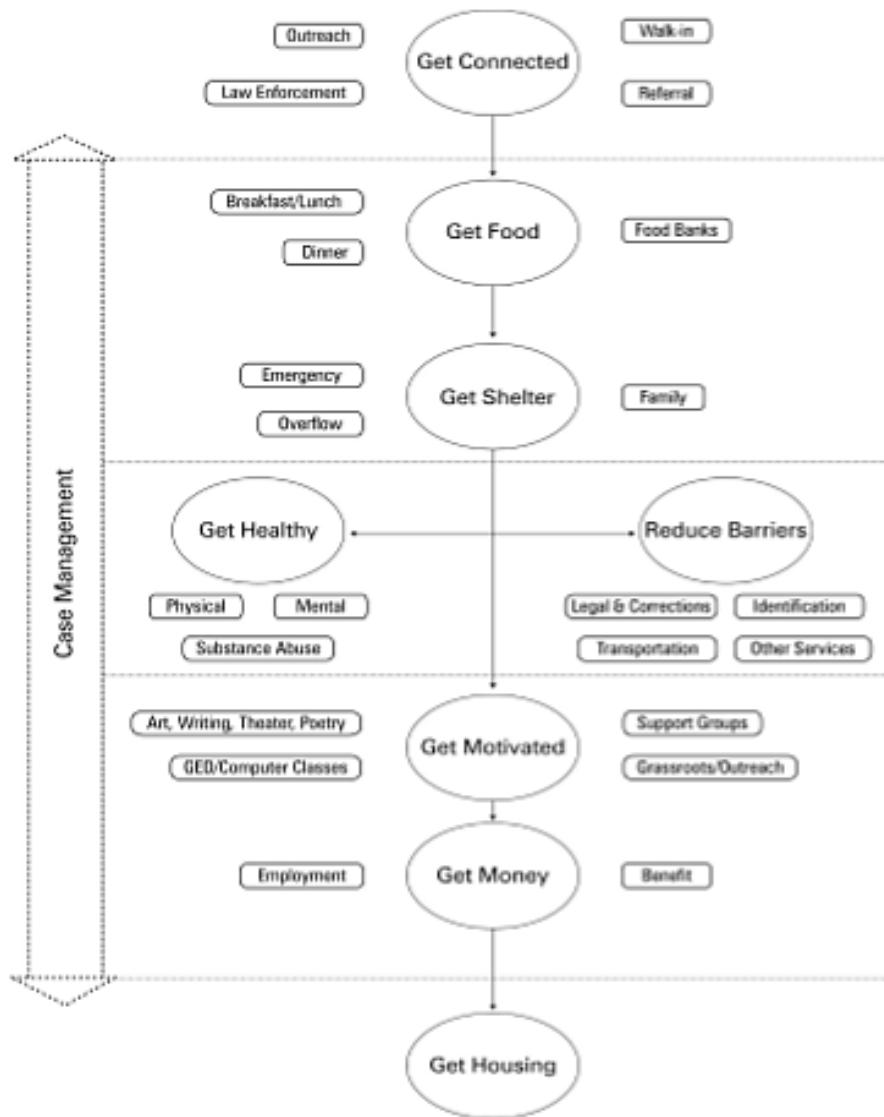 Outreach
Walk-in
Get Connected
Law Enforcement
Referral
Breakfast/Lunch
Get Food
Food Banks
Dinner
Emergency
Get Shelter
Family
Overflow
Case Management
Get Healthy
Reduce Barriers
Physical
Mental
Legal & Corrections
Identification
Substance Abuse
Transportation
Other Services
Art, Writing, Theater, Poetry
Support Groups
Get Motivated
GED/Computer Classes
Grassroots/Outreach
Employment
Get Money
Benefit
Get Housing